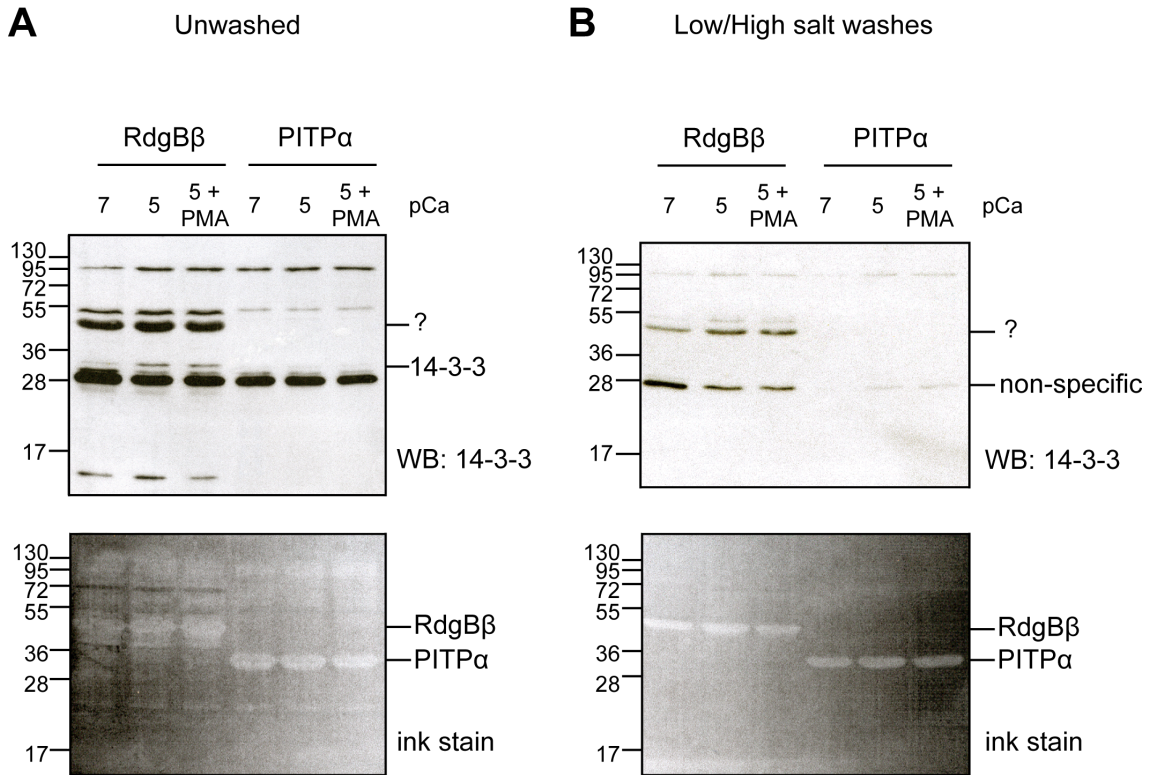 A
Unwashed
RdgBβ PITPα
7 5 5 + PMA 7 5 5 + PMA pCa
130
95
72
55
36
28
17
?
14-3-3
WB: 14-3-3
130
95
72
55
36
28
17
RdgBβ
PITPα
ink stain
B
Low/High salt washes
RdgBβ PITPα
7 5 5 + PMA 7 5 5 + PMA pCa
130
95
72
55
36
28
17
?
non-specific
WB: 14-3-3
130
95
72
55
36
28
17
RdgBβ
PITPα
ink stain